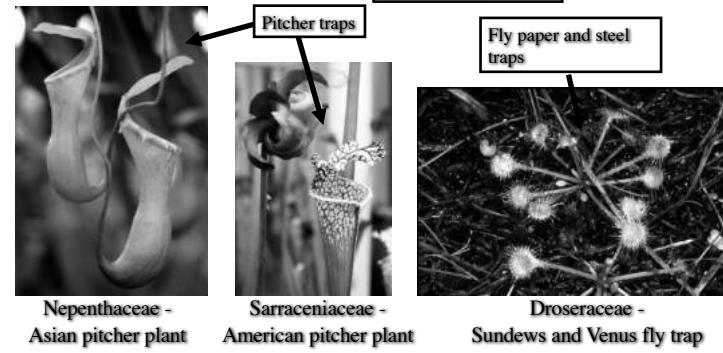 Pitcher traps
Fly paper and steel
traps
Nepenthaceae -
Asian pitcher plant
Sarraceniaceae -
American pitcher plant
Droseraceae -
Sundews and Venus fly trap